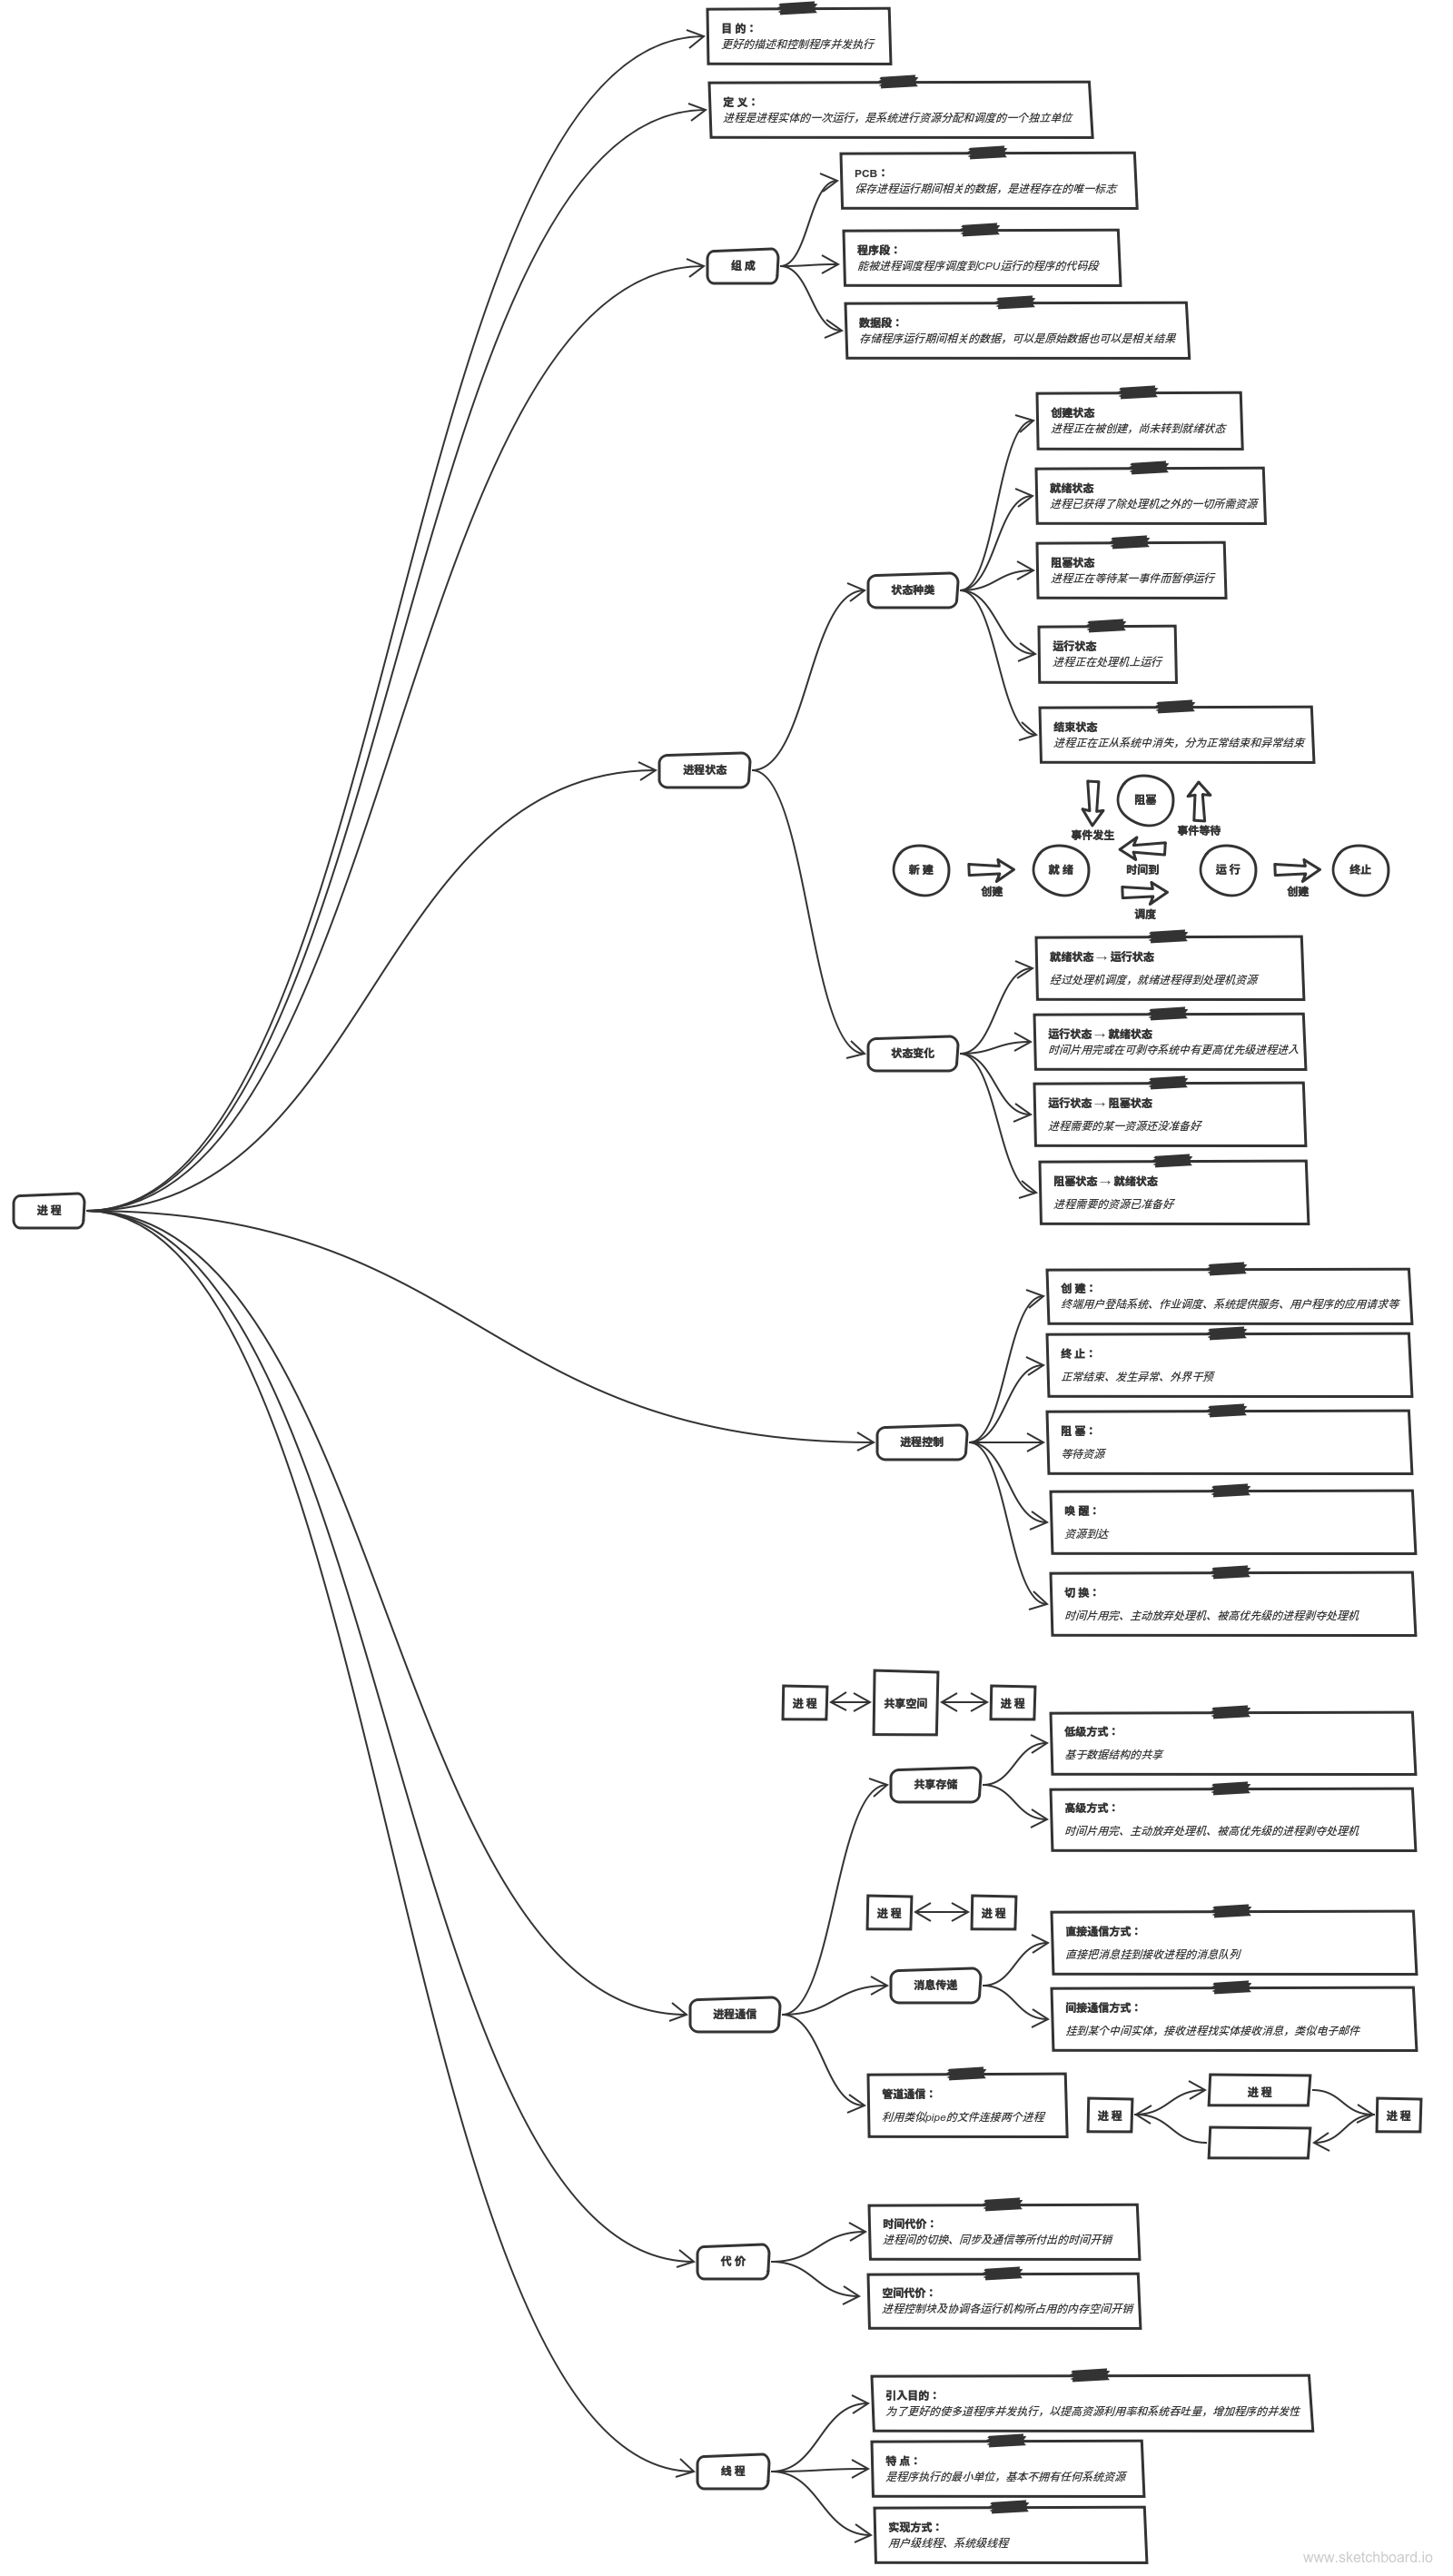 目 的：
更好的描述和控制程序并发执行
定 义：
进程是进程实体的一次运行，是系统进行资源分配和调度的一个独立单位
PCB：
保存进程运行期间相关的数据，是进程存在的唯一标志
程序段：
能被进程调度程序调度到CPU运行的程序的代码段
组 成
数据段：
存储程序运行期间相关的数据，可以是原始数据也可以是相关结果
创建状态
进程正在被创建，尚未转到就绪状态
就绪状态
进程已获得了除处理机之外的一切所需资源
阻塞状态
进程正在等待某一事件而暂停运行
状态种类
运行状态
进程正在处理机上运行
结束状态
进程正在正从系统中消失，分为正常结束和异常结束
进程状态
阻塞
事件发生
事件等待
新 建
创建
就 绪
时间到
调度
运 行
创建
终止
就绪状态 → 运行状态
经过处理机调度，就绪进程得到处理机资源
运行状态 → 就绪状态
时间片用完或在可剥夺系统中有更高优先级进程进入
状态变化
运行状态 → 阻塞状态
进程需要的某一资源还没准备好
阻塞状态 → 就绪状态
进程需要的资源已准备好
进 程
创 建：
终端用户登陆系统、作业调度、系统提供服务、用户程序的应用请求等
终 止：
正常结束、发生异常、外界干预
阻 塞：
等待资源
进程控制
唤 醒：
资源到达
切 换：
时间片用完、主动放弃处理机、被高优先级的进程剥夺处理机
进 程
共享空间
进 程
低级方式：
基于数据结构的共享
共享存储
高级方式：
时间片用完、主动放弃处理机、被高优先级的进程剥夺处理机
进 程
进 程
直接通信方式：
直接把消息挂到接收进程的消息队列
消息传递
间接通信方式：
挂到某个中间实体，接收进程找实体接收消息，类似电子邮件
进程通信
管道通信：
利用类似pipe的文件连接两个进程
进 程
进 程
进 程
时间代价：
进程间的切换、同步及通信等所付出的时间开销
代 价
空间代价：
进程控制块及协调各运行机构所占用的内存空间开销
引入目的：
为了更好的使多道程序并发执行，以提高资源利用率和系统吞吐量，增加程序的并发性
特 点：
是程序执行的最小单位，基本不拥有任何系统资源
线 程
实现方式：
用户级线程、系统级线程
www.sketchboard.io